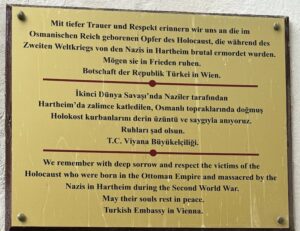 Mit tiefer Trauer und Respekt erinnern wir uns an die im
Osmanischen Reich geborenen Opfer des Holocaust, die während des
Zweiten Weltkriegs von den Nazis in Hartheim brutal ermordet wurden.
Mögen sie in Frieden ruhen.
Botschaft der Republik Türkei in Wien.
İkinci Dünya Savaşı'nda Naziler tarafından
Hartheim'da zalimce katledilen, Osmanlı topraklarında doğmuş
Holokost kurbanlarını derin üzüntü ve saygıyla anıyoruz.
Ruhları şad olsun.
T.C. Viyana Büyükelçiliği.
We remember with deep sorrow and respect the victims of the
Holocaust who were born in the Ottoman Empire and massacred by the
Nazis in Hartheim during the Second World War.
May their souls rest in peace.
Turkish Embassy in Vienna.